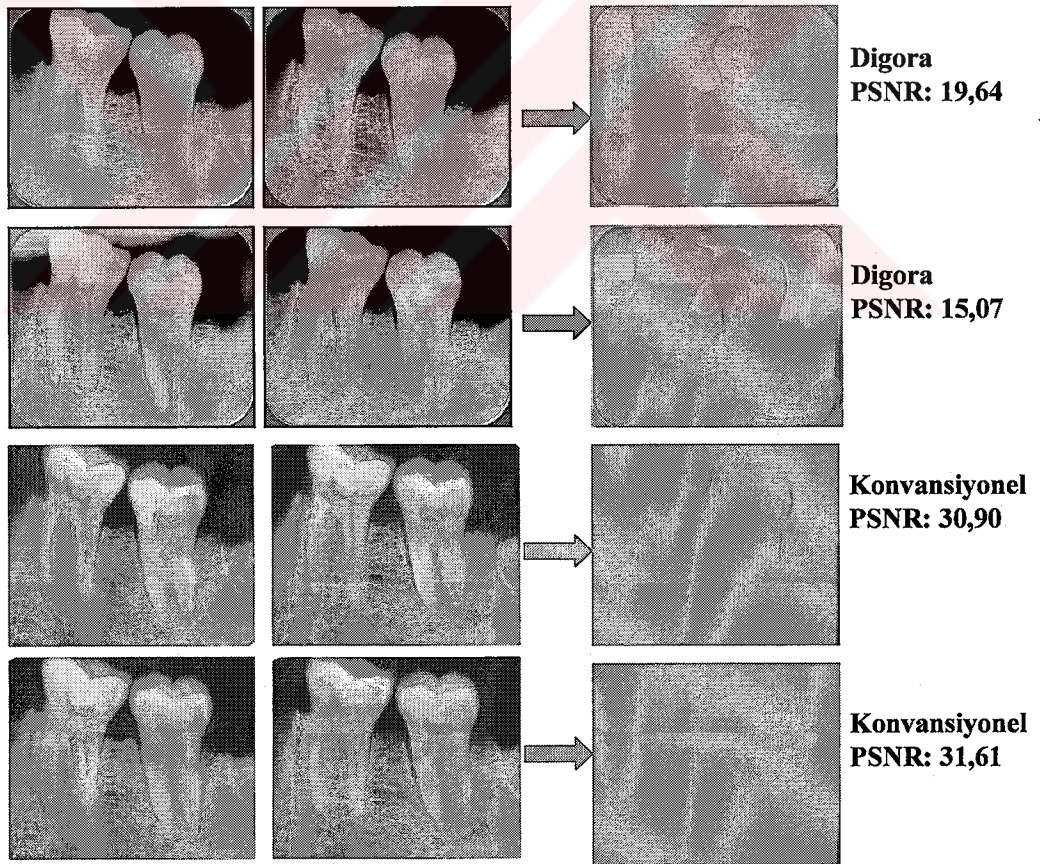 Digora
PSNR: 19,64
Digora
PSNR: 15,07
Konvansiyonel
PSNR: 30,90
Konvansiyonel
PSNR: 31,61